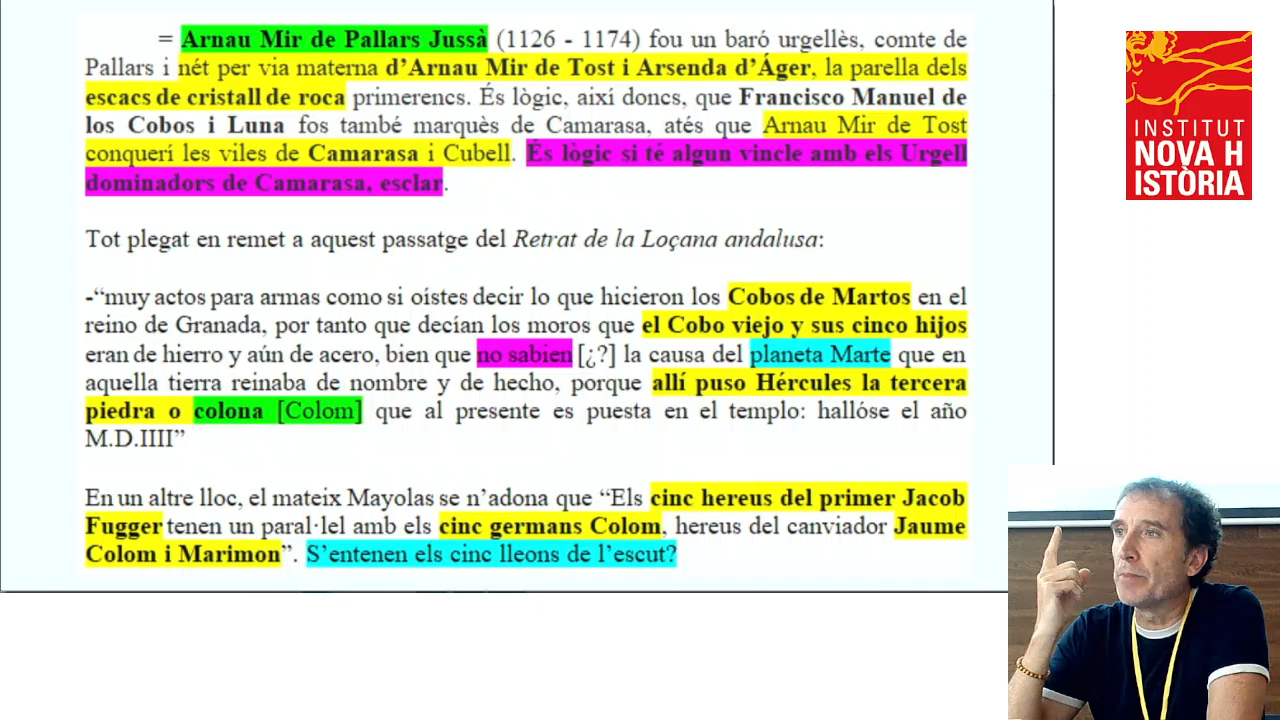 = Arnau Mir de Pallars Jussà (1126 - 1174) fou un baró urgellès, comte de
Pallars i nét per via materna d’Arnau Mir de Tost i Arsenda d’Áger, la parella dels
escacs de cristall de roca primerencs. És lògic, així doncs, que Francisco Manuel de
los Cobos i Luna fos també marquès de Camarasa, atés que Arnau Mir de Tost
conquerí les viles de Camarasa i Cubell. És lògic si té algun vincle amb els Urgell
dominadors de Camarasa, esclar.
Tot plegat en remet a aquest passatge del Retrat de la Loçana andalusa:
-“muy actos para armas como si oístes decir lo que hicieron los Cobos de Martos en el
reino de Granada, por tanto que decían los moros que el Cobo viejo y sus cinco hijos
eran de hierro y aún de acero, bien que no sabien [¿?] la causa del planeta Marte que en
aquella tierra reinaba de nombre y de hecho, porque allí puso Hércules la tercera
piedra o colona [Colom] que al presente es puesta en el templo: hallóse el año
M.D.IIII”
En un altre lloc, el mateix Mayolas se n’adona que “Els cinc hereus del primer Jacob
Fugger tenen un paral·lel amb els cinc germans Colom, hereus del canviador Jaume
Colom i Marimon”. S’entenen els cinc lleons de l’escut?
INSTITUT
NOVA H
ISTÒRIA